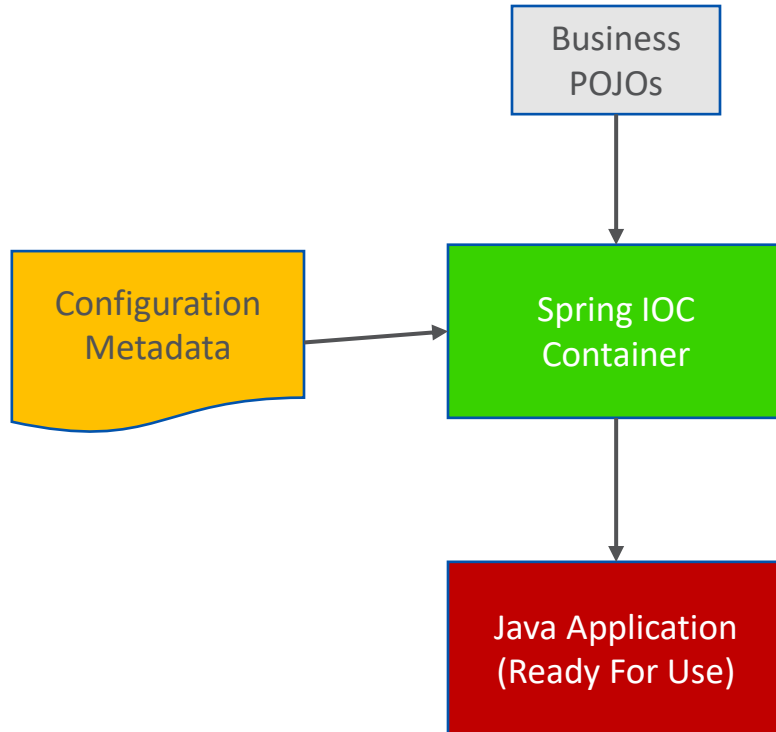 Business
POJOs
Configuration
Metadata
Spring IOC
Container
Java Application
(Ready For Use)